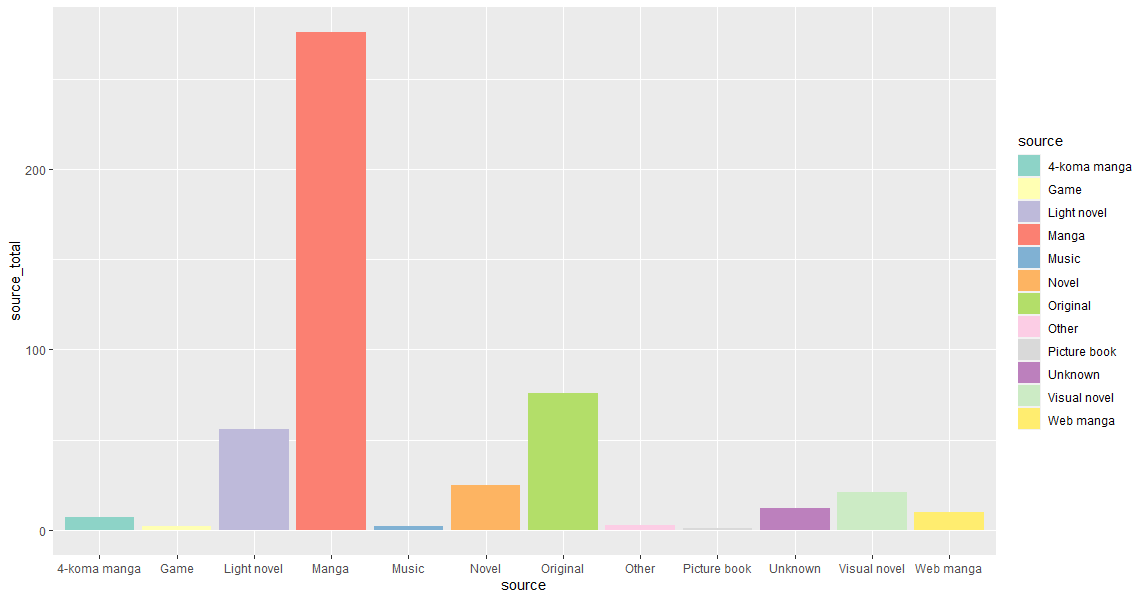 source_total
200
100
0
4-koma manga Game Light novel Manga Music Novel Original Other Picture book Unknown Visual novel Web manga
source
source
4-koma manga
Game
Light novel
Manga
Music
Novel
Original
Other
Picture book
Unknown
Visual novel
Web manga